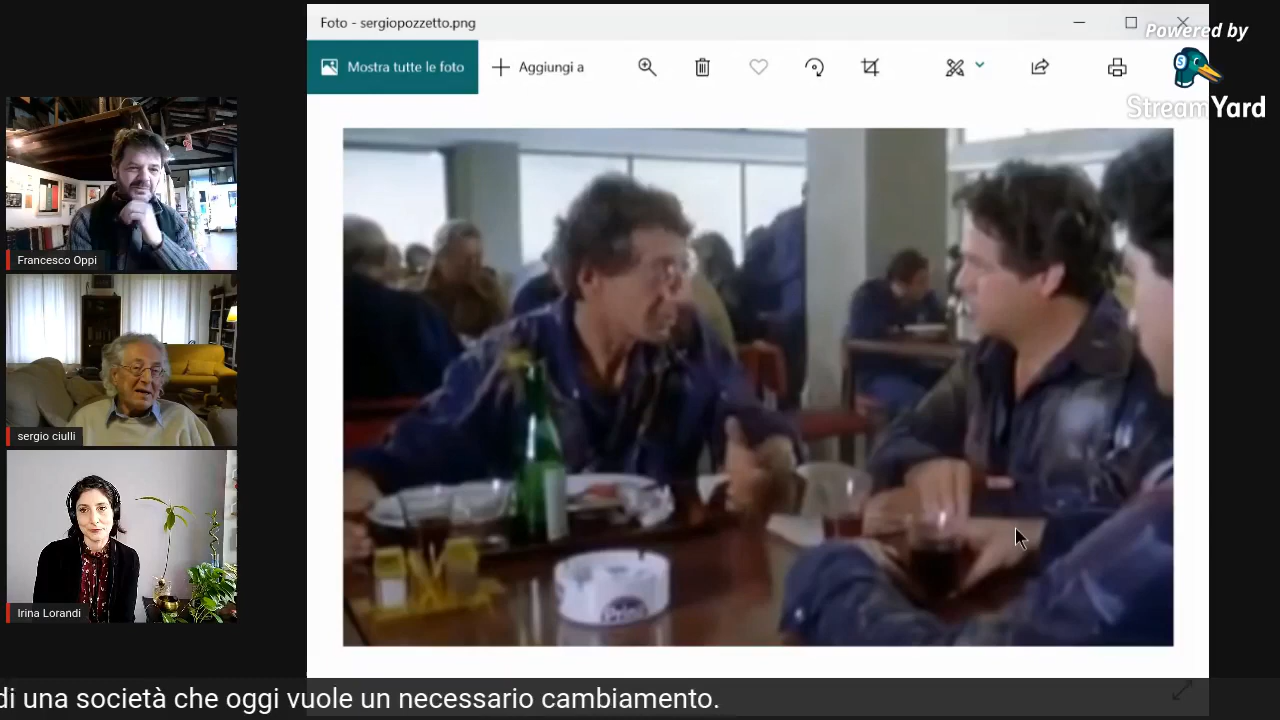 Foto - sergiopozzetto.png
Powered by
Mostra tutte le foto
Aggiungi a
StreamYard
Francesco Oppi
sergio ciulli
Irina Lorandi
di una società che oggi vuole un necessario cambiamento.